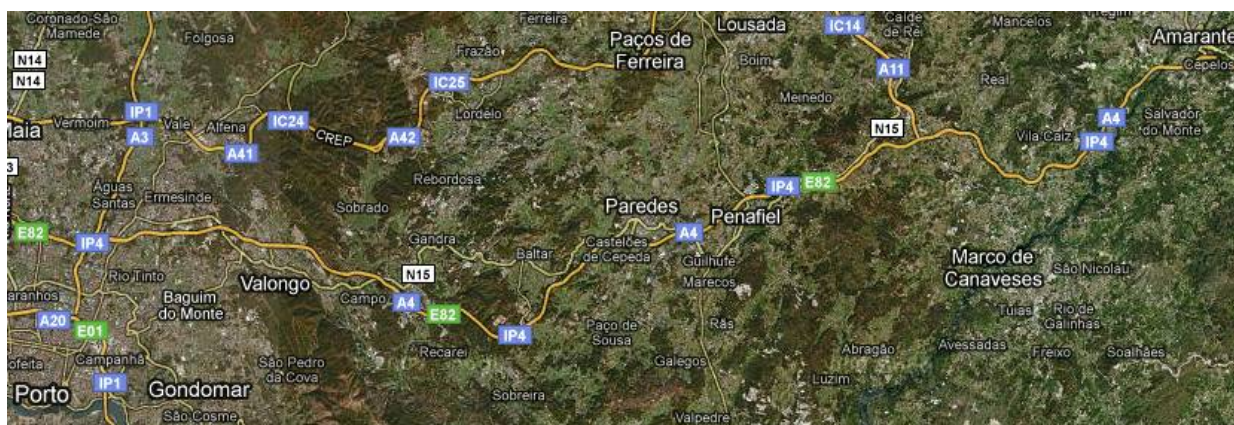 Coronado-São
Mamede
Folgosa
Ferreira
Lousada
IC14
Calde
de Rei
Mancelos
Amarante
Cepelos
N14
N14
Frazão
Paços de
Ferreira
Boim
A11
Real
IC25
Meinedo
Lordelo
IP1
Vermoim
Vale
Alfena
IC24
CREP
A42
A3
A41
N15
Vila Caiz
A4
Salvador
do Monte
IP4
Águas
Santas
Ermesinde
Rebordosa
Sobrado
IP4
E82
Paredes
Penafiel
E82
IP4
Gandra
Baltar
Castelões
de Cepeda
A4
Guilhufe
Marecos
Marco de
Canaveses
São Nicolau
Rio Tinto
Valongo
N15
Baguim
do Monte
Campo
A4
E82
IP4
Tuias
Rio de
Galinhas
A20
E01
Paço de
Sousa
Rãs
Campanhã
Recarei
Galegos
Abragão
Avessadas
Freixo
Soalhães
São Pedro
da Cova
IP1
Porto
Gondomar
Luzim
Sobreira
São Cosme
Valpedre